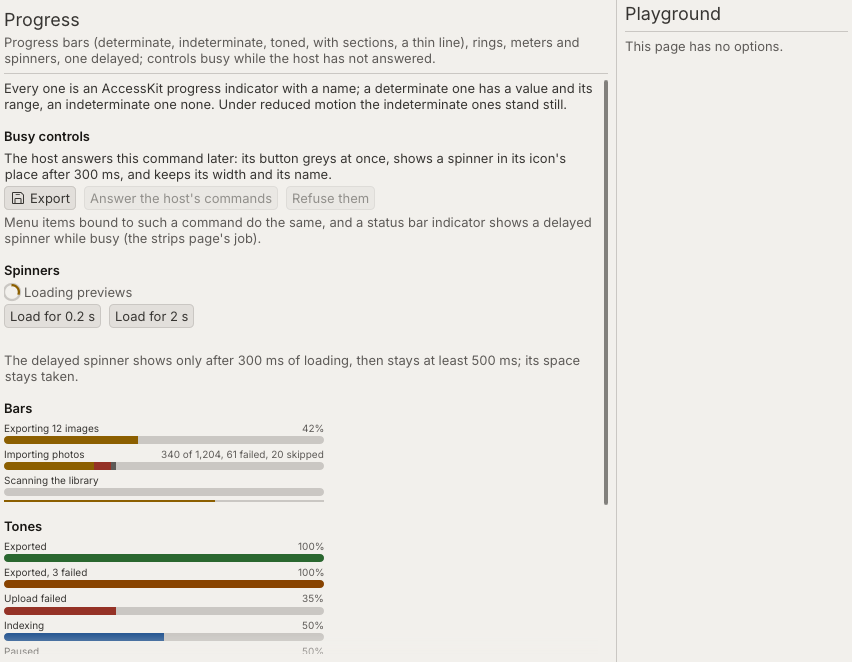 Progress
Progress bars (determinate, indeterminate, toned, with sections, a thin line), rings, meters and
spinners, one delayed; controls busy while the host has not answered.
Every one is an AccessKit progress indicator with a name; a determinate one has a value and its
range, an indeterminate one none. Under reduced motion the indeterminate ones stand still.
Busy controls
The host answers this command later: its button greys at once, shows a spinner in its icon's
place after 300 ms, and keeps its width and its name.
Export Answer the host's commands Refuse them
Menu items bound to such a command do the same, and a status bar indicator shows a delayed
spinner while busy (the strips page's job).
Spinners
Loading previews
Load for 0.2 s Load for 2 s
The delayed spinner shows only after 300 ms of loading, then stays at least 500 ms; its space
stays taken.
Bars
Exporting 12 images 42%
Importing photos 340 of 1,204, 61 failed, 20 skipped
Scanning the library
Tones
Exported 100%
Exported, 3 failed 100%
Upload failed 35%
Indexing 50%
Paused 50%
Playground
This page has no options.